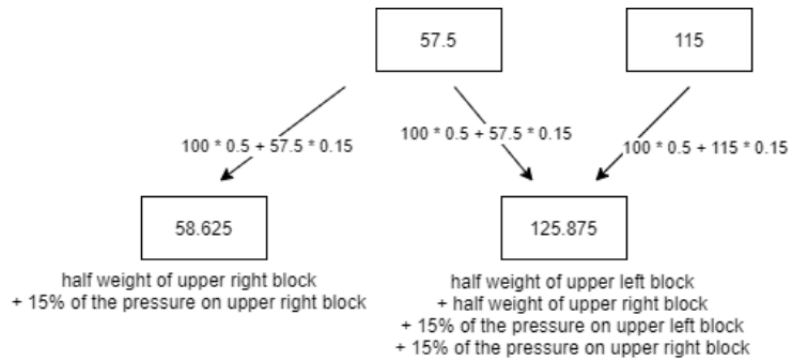 57.5
115
100 * 0.5 + 57.5 * 0.15
100 * 0.5 + 57.5 * 0.15
100 * 0.5 + 115 * 0.15
58.625
125.875
half weight of upper right block
+ 15% of the pressure on upper right block
half weight of upper left block
+ half weight of upper right block
+ 15% of the pressure on upper left block
+ 15% of the pressure on upper right block